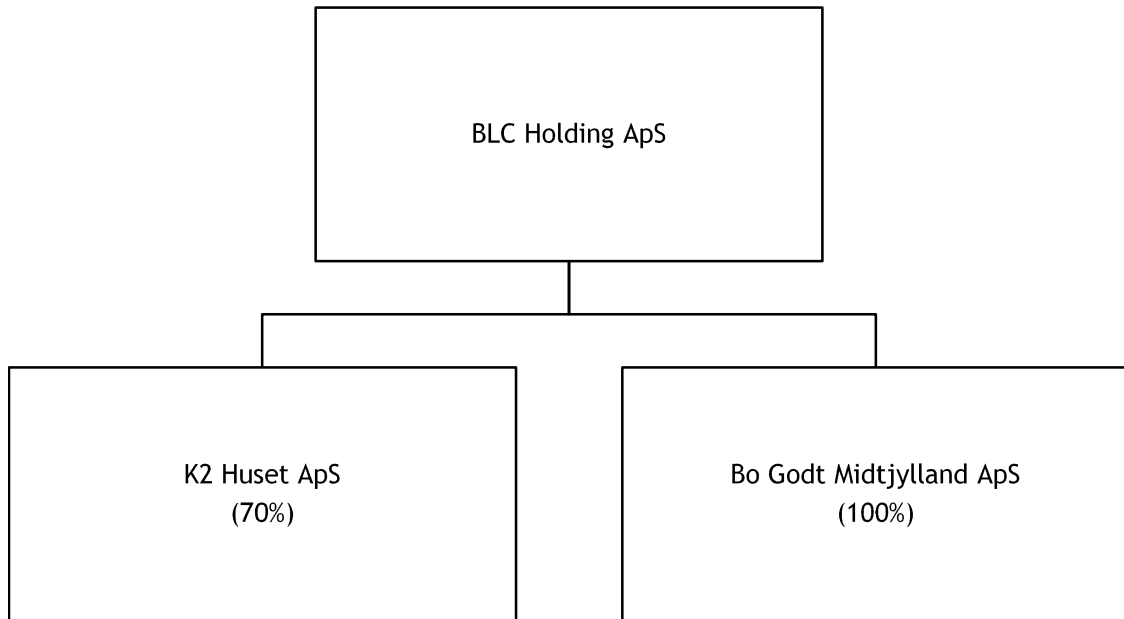 BLC Holding ApS
K2 Huset ApS
(70%)
Bo Godt Midtjylland ApS
(100%)